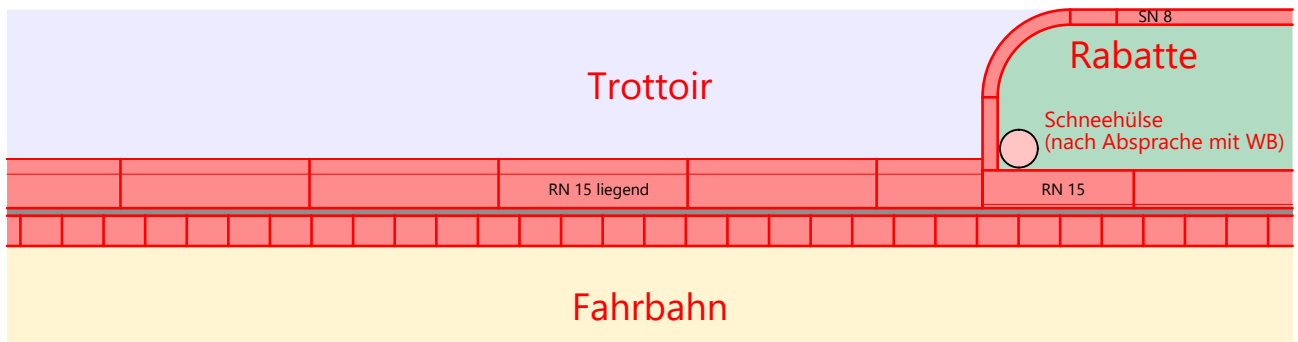 SN 8
Rabatte
Trottoir
Schneehülse
(nach Absprache mit WB)
RN 15 liegend
RN 15
Fahrbahn